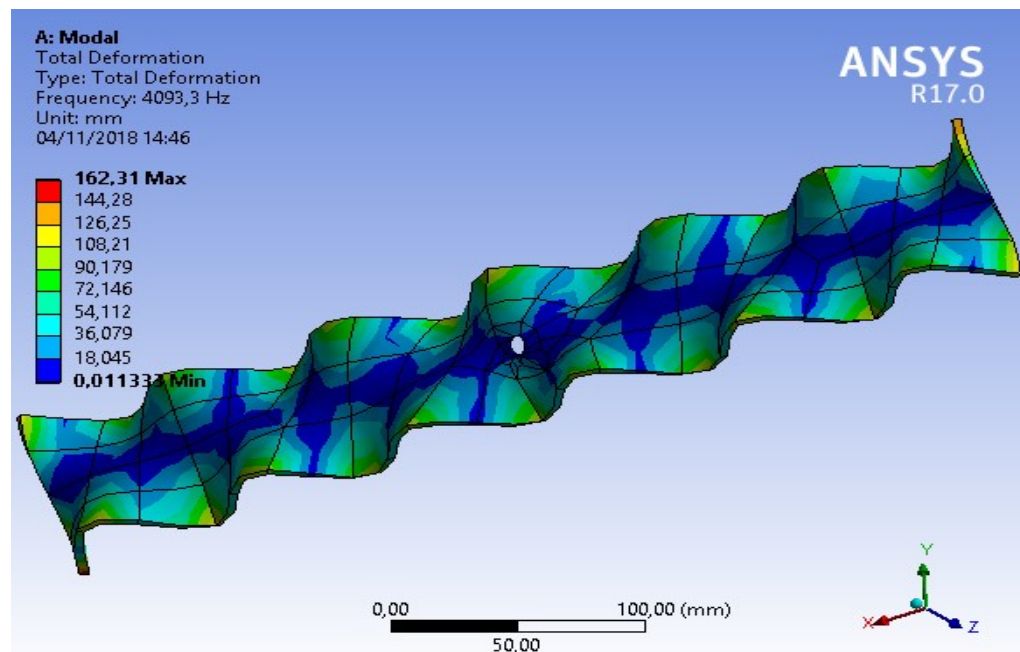 A: Modal
Total Deformation
Type: Total Deformation
Frequency: 4093,3 Hz
Unit: mm
04/11/2018 14:46
ANSYS
R17.0
162,31 Max
144,28
126,25
108,21
90,179
72,146
54,112
36,079
18,045
0,011333 Min
0,00
100,00 (mm)
50,00
Y
X
Z